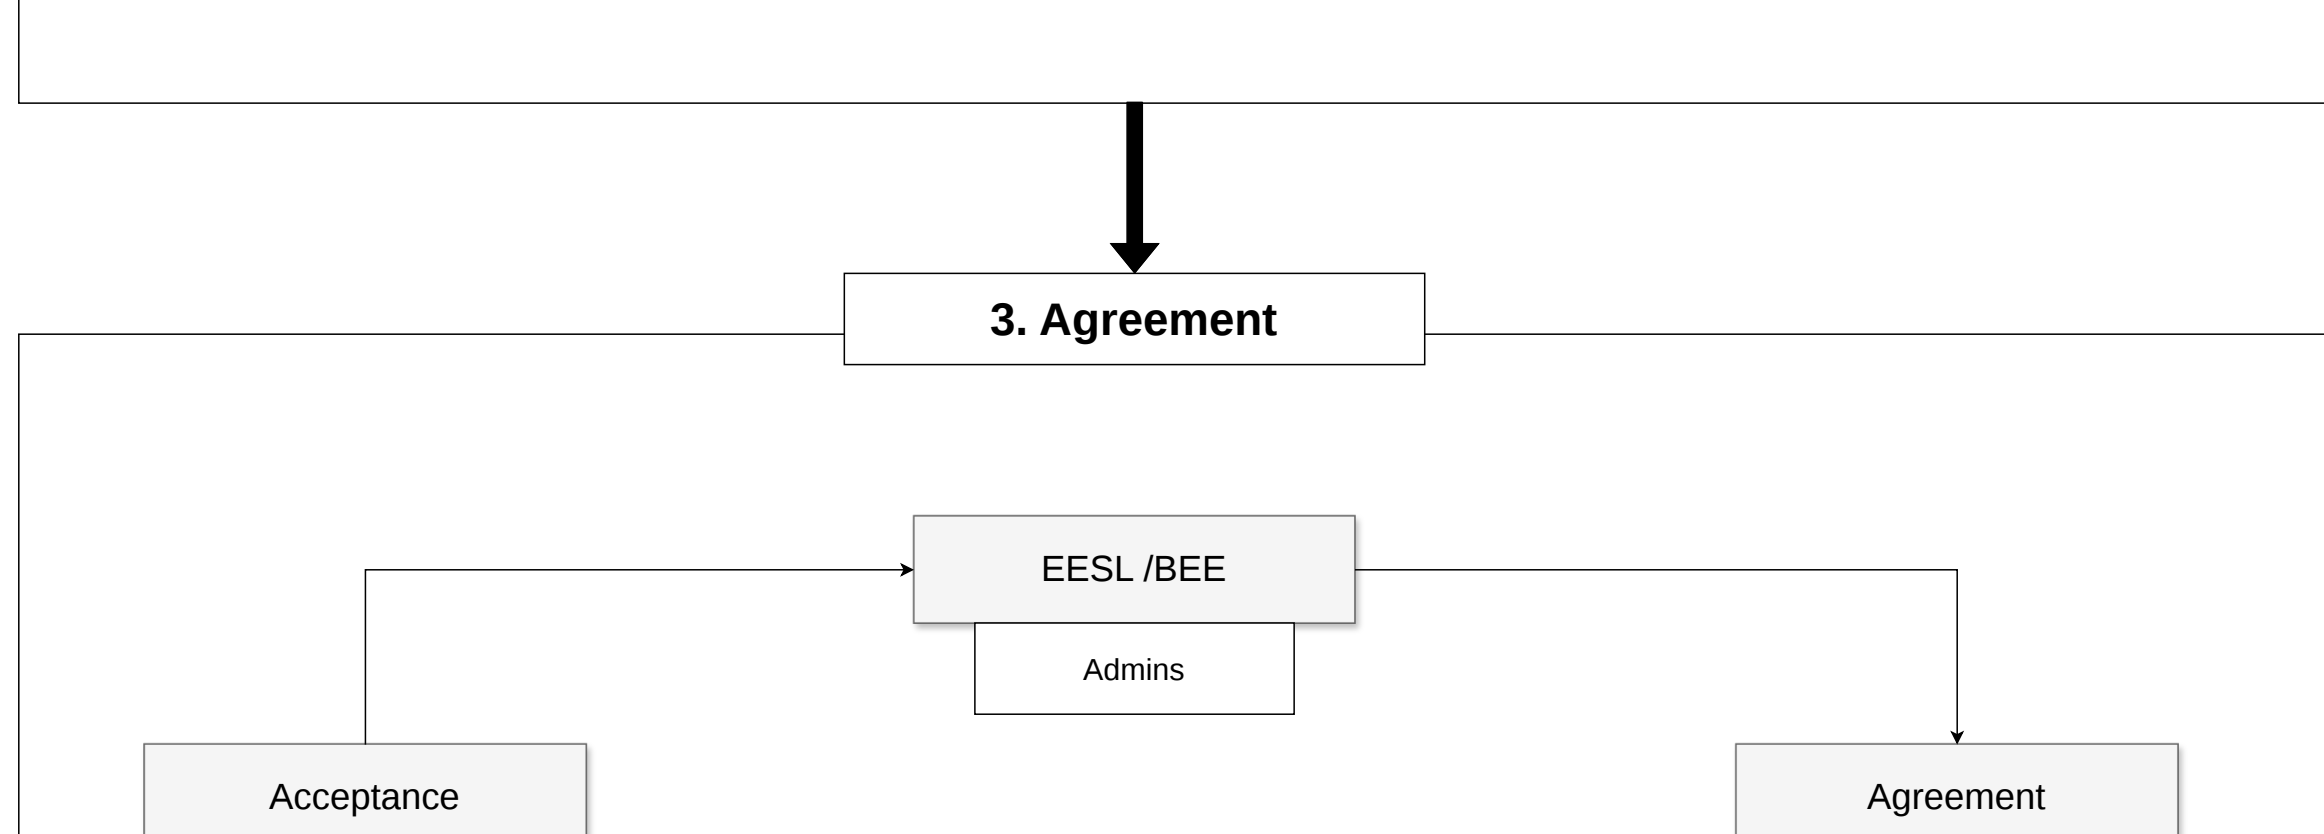 3. Agreement
EESL /BEE
Admins
Acceptance
Agreement